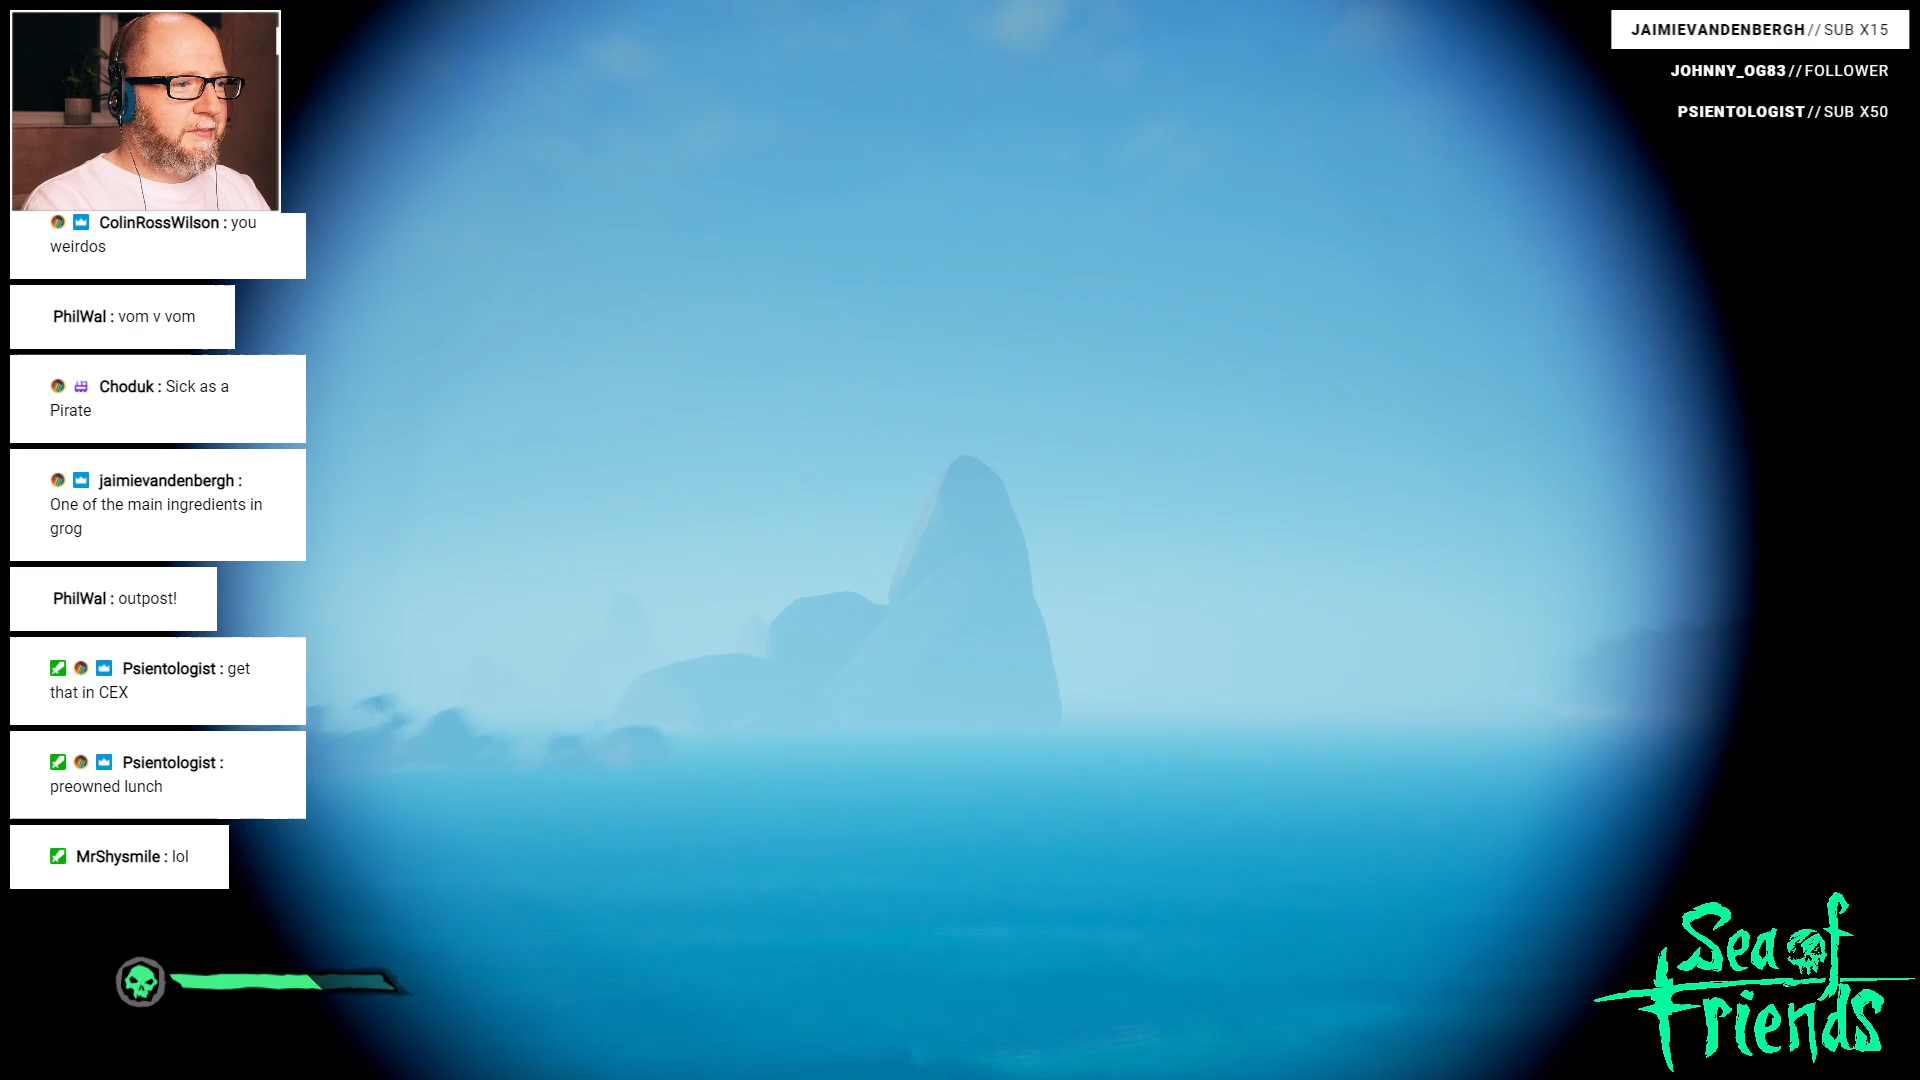 JAIMIEVANDENBERGH // SUB X15
JOHNNY_OG83 // FOLLOWER
PSIENTOLOGIST // SUB X50
ColinRossWilson : you
weirdos
PhilWal : vom v vom
Choduk : Sick as a
Pirate
jaimievandenbergh :
One of the main ingredients in
grog
PhilWal : outpost!
Psientologist : get
that in CEX
Psientologist :
preowned lunch
MrShysmile : lol
Sea of
Friends